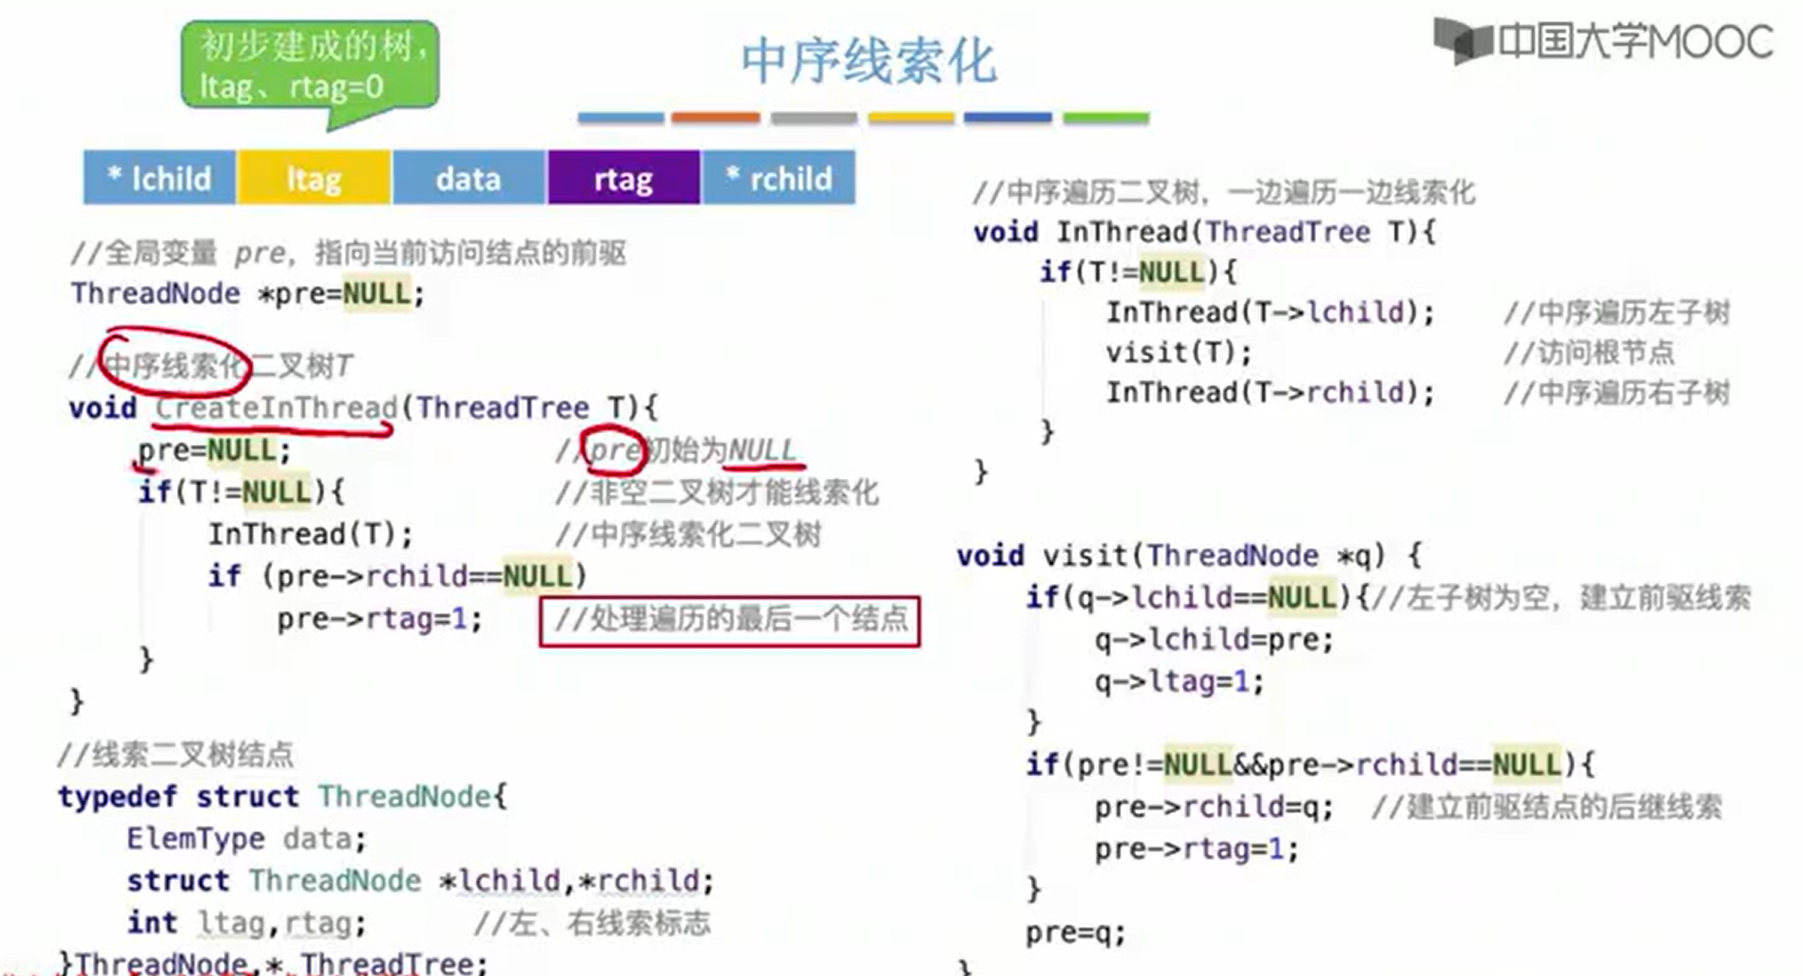 初步建成的树，
ltag、rtag=0
中序线索化
中国大学MOOC
* lchild ltag data rtag * rchild
//全局变量 pre，指向当前访问结点的前驱
ThreadNode *pre=NULL;
//中序线索化二叉树T
void CreateInThread(ThreadTree T){
pre=NULL; //pre初始为NULL
if(T!=NULL){ //非空二叉树才能线索化
InThread(T); //中序线索化二叉树
if (pre->rchild==NULL)
pre->rtag=1; //处理遍历的最后一个结点
}
}
//线索二叉树结点
typedef struct ThreadNode{
ElemType data;
struct ThreadNode *lchild,*rchild;
int ltag,rtag; //左、右线索标志
}ThreadNode,* ThreadTree;
//中序遍历二叉树，一边遍历一边线索化
void InThread(ThreadTree T){
if(T!=NULL){
InThread(T->lchild); //中序遍历左子树
visit(T); //访问根节点
InThread(T->rchild); //中序遍历右子树
}
}
void visit(ThreadNode *q) {
if(q->lchild==NULL){//左子树为空，建立前驱线索
q->lchild=pre;
q->ltag=1;
}
if(pre!=NULL&&pre->rchild==NULL){
pre->rchild=q; //建立前驱结点的后继线索
pre->rtag=1;
}
pre=q;
}